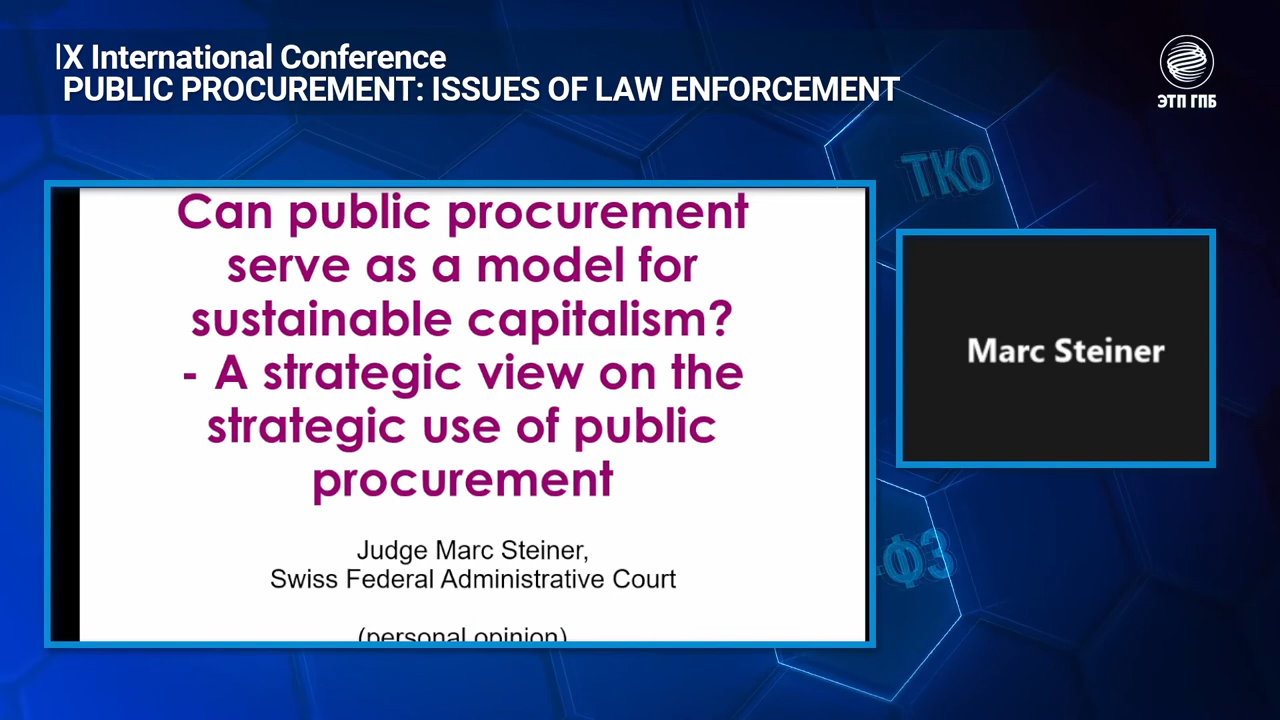 IX International Conference
PUBLIC PROCUREMENT: ISSUES OF LAW ENFORCEMENT
ЭТП ГПБ
ТКО
Can public procurement
serve as a model for
sustainable capitalism?
- A strategic view on the
strategic use of public
procurement
Marc Steiner
Judge Marc Steiner,
Swiss Federal Administrative Court
-ФЗ
(personal opinion)